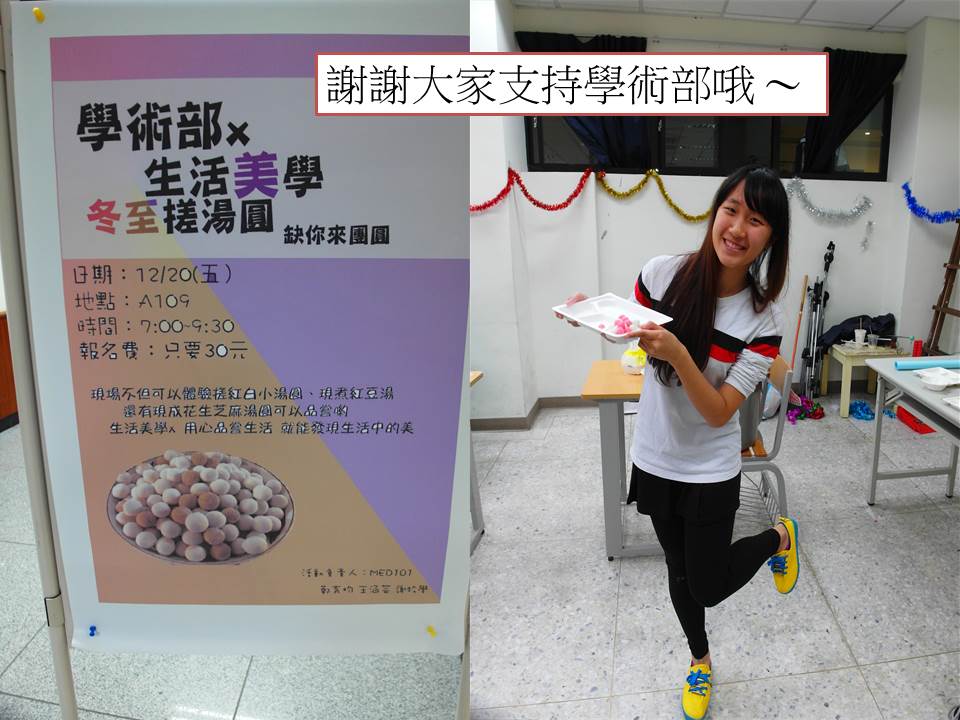 謝謝大家支持學術部哦～
學術部x
生活美學
冬至搓湯圓 缺你來團圓
日期：12/20(五)
地點：A109
時間：7:00~9:30
報名費：只要30元
現場不但可以體驗搓紅白小湯圓、現煮紅豆湯
還有現成花生芝麻湯圓可以品嘗喲
生活美學x 用心品嘗生活 就能發現生活中的美
活動負責人：MED101